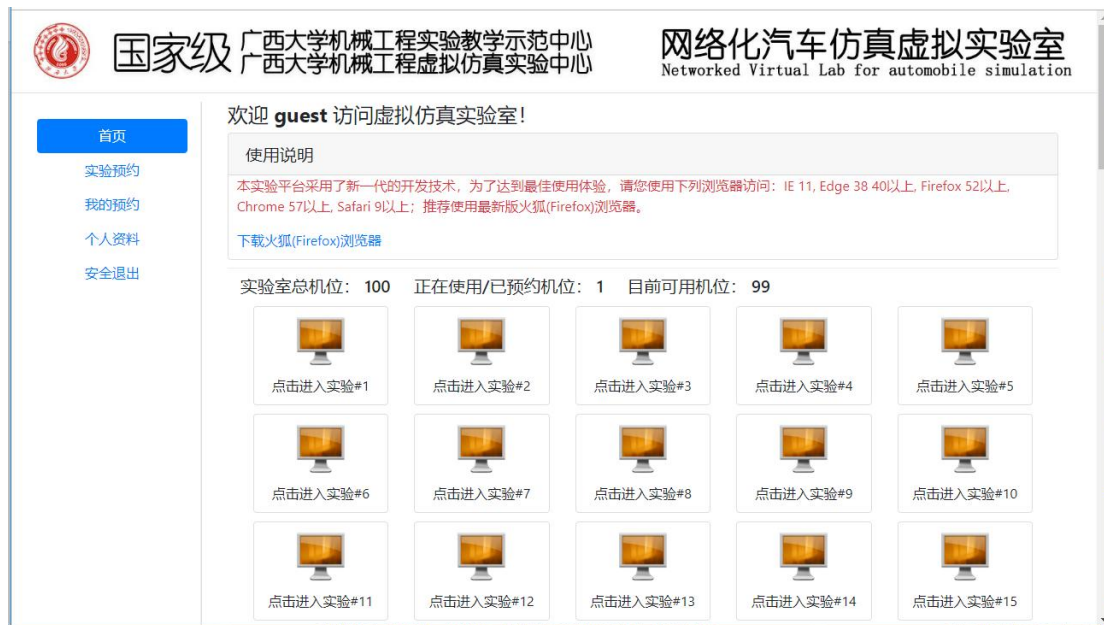 国家级 广西大学机械工程实验教学示范中心
广西大学机械工程虚拟仿真实验中心
网络化汽车仿真虚拟实验室
Networked Virtual Lab for automobile simulation
首页
实验预约
我的预约
个人资料
安全退出
欢迎 guest 访问虚拟仿真实验室！
使用说明
本实验平台采用了新一代的开发技术，为了达到最佳使用体验，请您使用下列浏览器访问：IE 11, Edge 38 40以上, Firefox 52以上,
Chrome 57以上, Safari 9以上；推荐使用最新版火狐(Firefox)浏览器。
下载火狐(Firefox)浏览器
实验室总机位： 100 正在使用/已预约机位： 1 目前可用机位： 99
点击进入实验#1 点击进入实验#2 点击进入实验#3 点击进入实验#4 点击进入实验#5
点击进入实验#6 点击进入实验#7 点击进入实验#8 点击进入实验#9 点击进入实验#10
点击进入实验#11 点击进入实验#12 点击进入实验#13 点击进入实验#14 点击进入实验#15